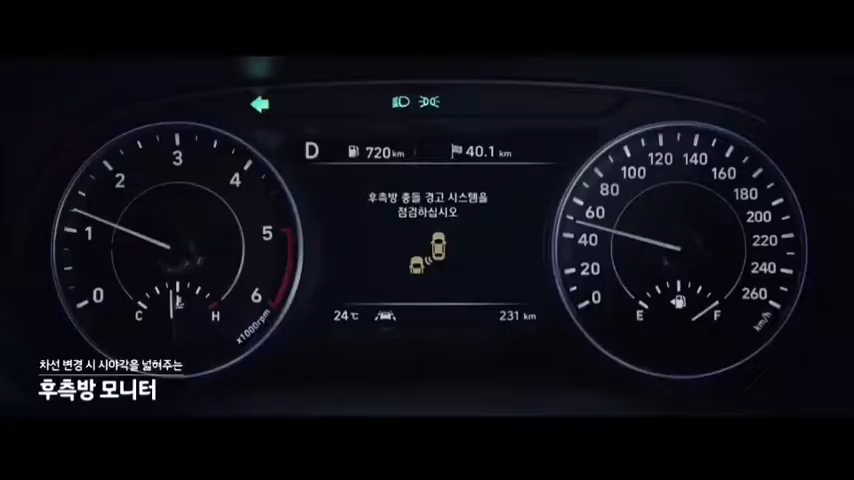 D
720km
40.1 km
후측방 충돌 경고 시스템을
점검하십시오
24℃
231 km
0
1
2
3
4
5
6
x1000rpm
C
H
0
20
40
60
80
100
120
140
160
180
200
220
240
260
km/h
E
F
차선 변경 시 시야각을 넓혀주는
후측방 모니터